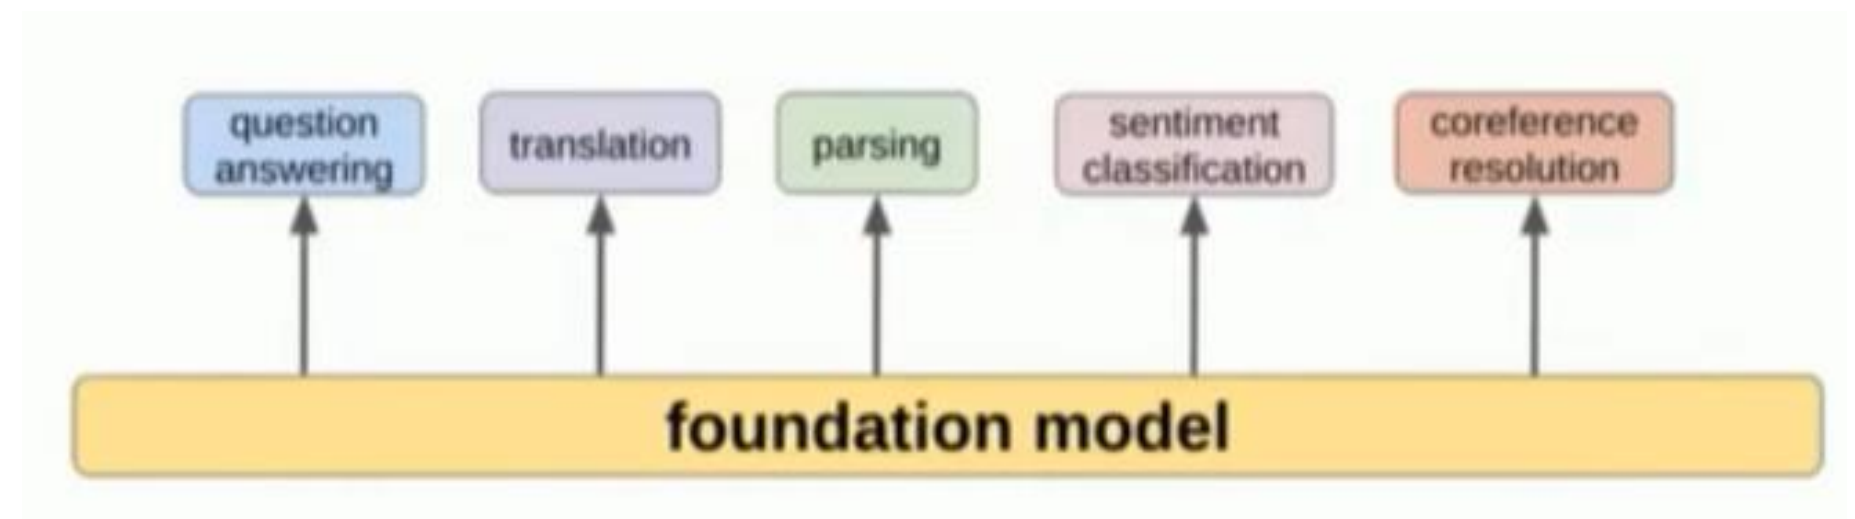 question
answering
translation
parsing
sentiment
classification
coreference
resolution
foundation model